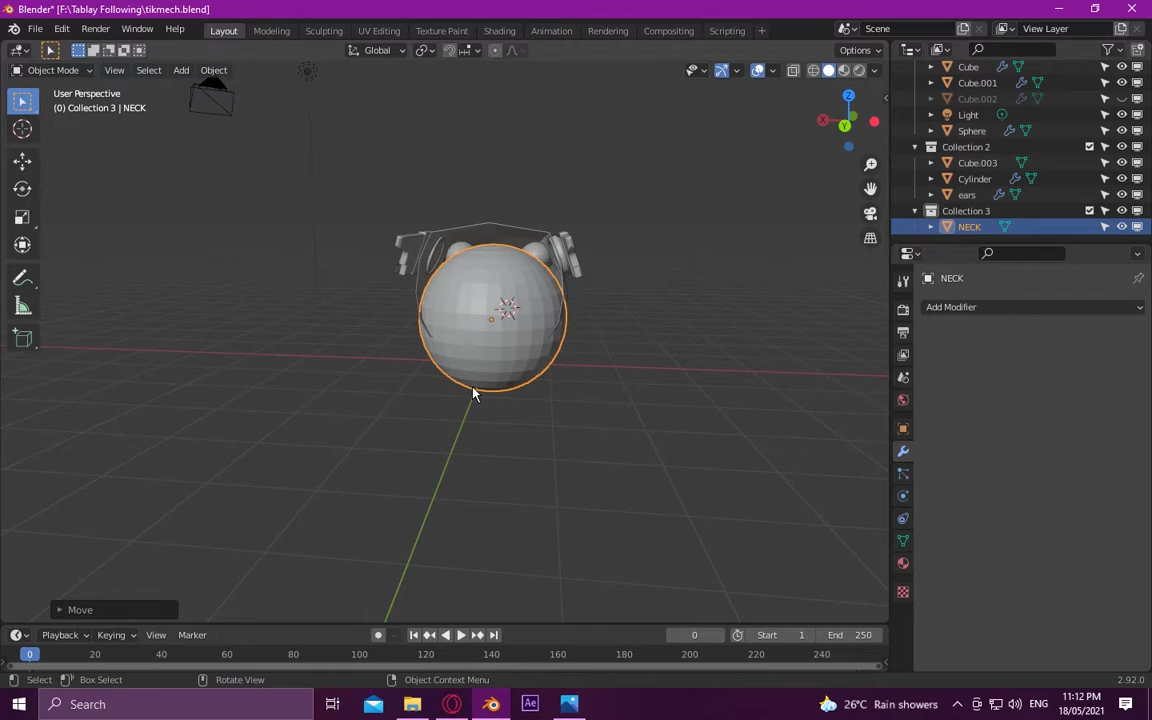 Blender* [F:\Tablay Following\tikmech.blend]
File Edit Render Window Help Layout Modeling Sculpting UV Editing Texture Paint Shading Animation Rendering Compositing Scripting + Scene View Layer
Global Options
Object Mode View Select Add Object
User Perspective
(0) Collection 3 | NECK
Z
X
Y
Cube
Cube.001
Cube.002
Light
Sphere
Collection 2
Cube.003
Cylinder
ears
Collection 3
NECK
NECK
Add Modifier
Move
Playback Keying View Marker 0 Start 1 End 250
0 20 40 60 80 100 120 140 160 180 200 220 240
Select Box Select Rotate View Object Context Menu 2.92.0
Search Ae 26°C Rain showers ENG 11:12 PM 18/05/2021